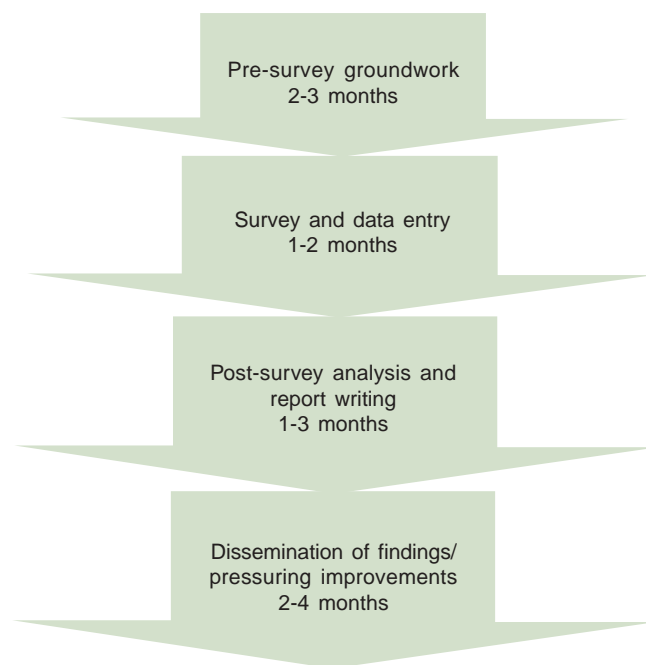 Pre-survey groundwork
2-3 months
Survey and data entry
1-2 months
Post-survey analysis and
report writing
1-3 months
Dissemination of findings/
pressuring improvements
2-4 months